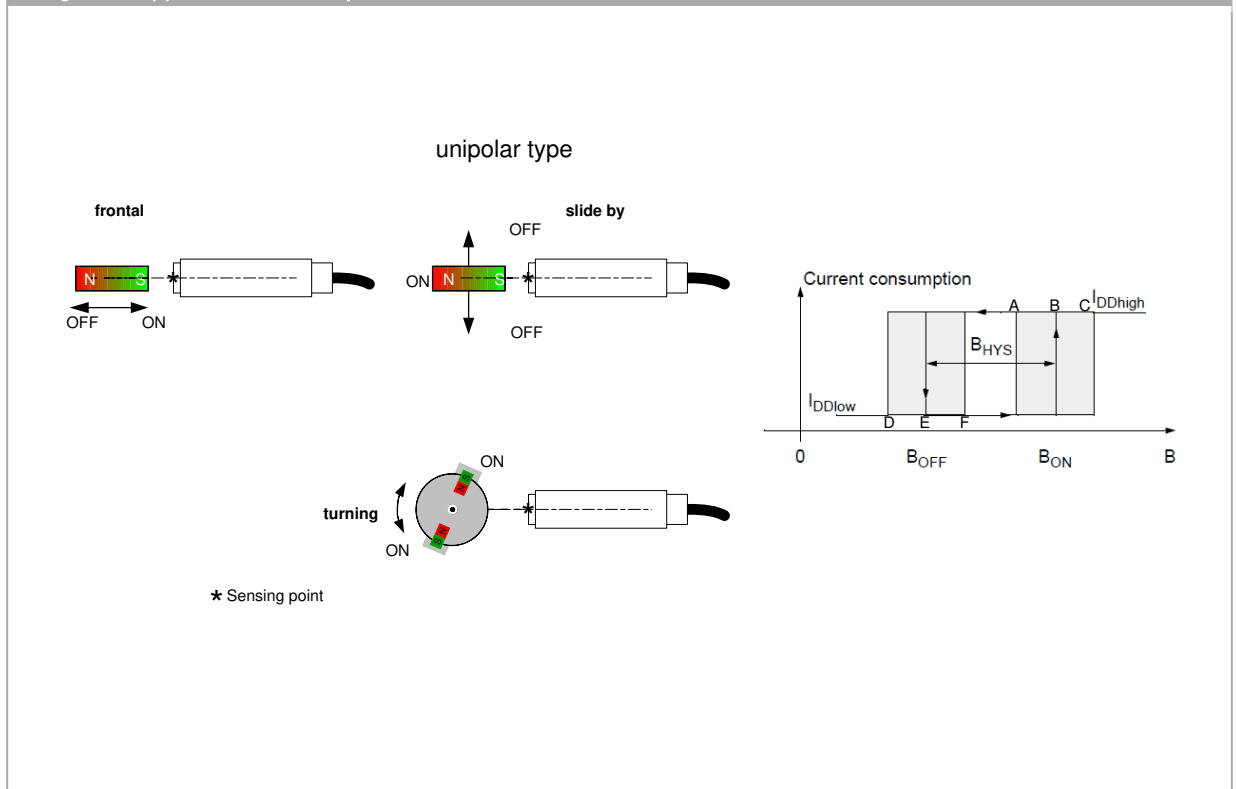 unipolar type
frontal
slide by
OFF
N S
OFF ON
ON N S
OFF
Current consumption
A B C IDDhigh
BHYS
IDDlow
D E F
0 BOFF BON B
ON
S
N
turning
N
S
ON
* Sensing point